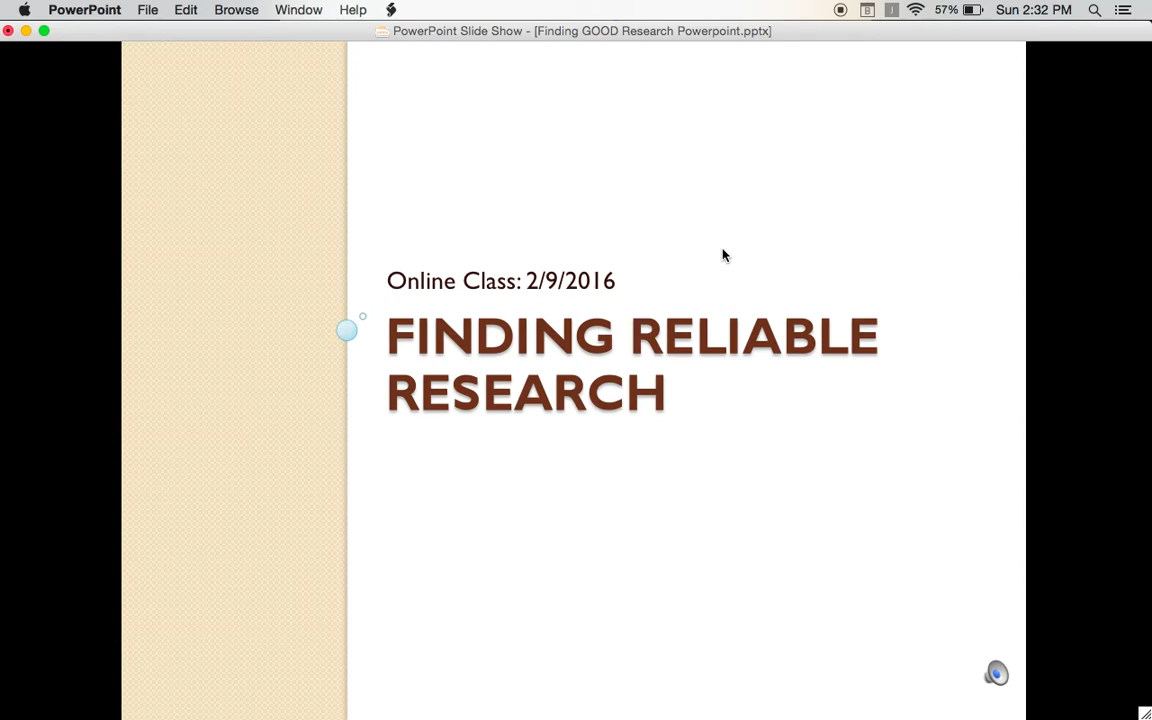 PowerPoint File Edit Browse Window Help 57% Sun 2:32 PM
PowerPoint Slide Show - [Finding GOOD Research Powerpoint.pptx]
Online Class: 2/9/2016
FINDING RELIABLE
RESEARCH